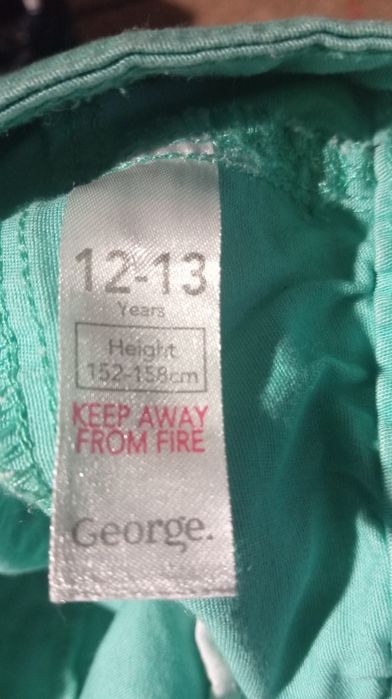 12-13
Years
Height
152-158cm
KEEP AWAY
FROM FIRE
George.